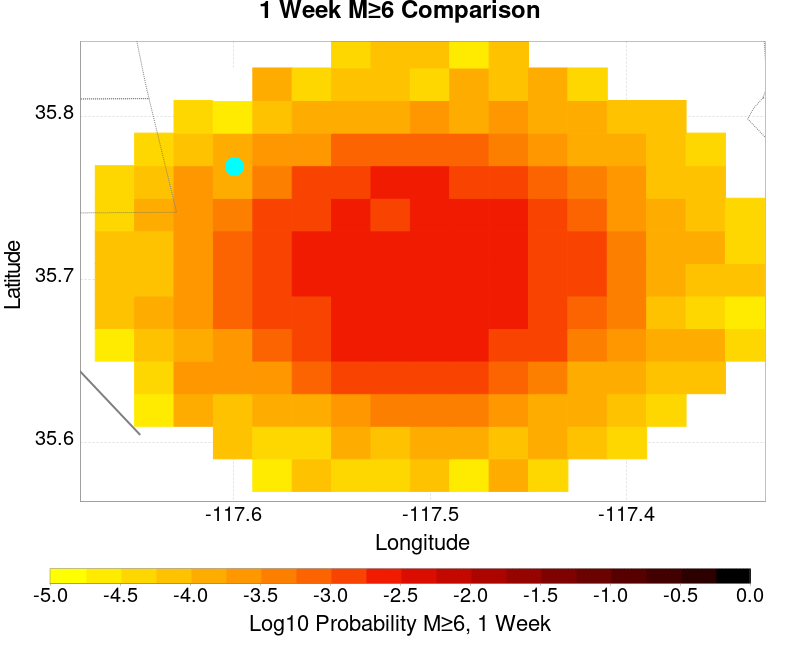 1 Week M≥6 Comparison
35.8
35.7
35.6
Latitude
-117.6 -117.5 -117.4
Longitude
-5.0 -4.5 -4.0 -3.5 -3.0 -2.5 -2.0 -1.5 -1.0 -0.5 0.0
Log10 Probability M≥6, 1 Week